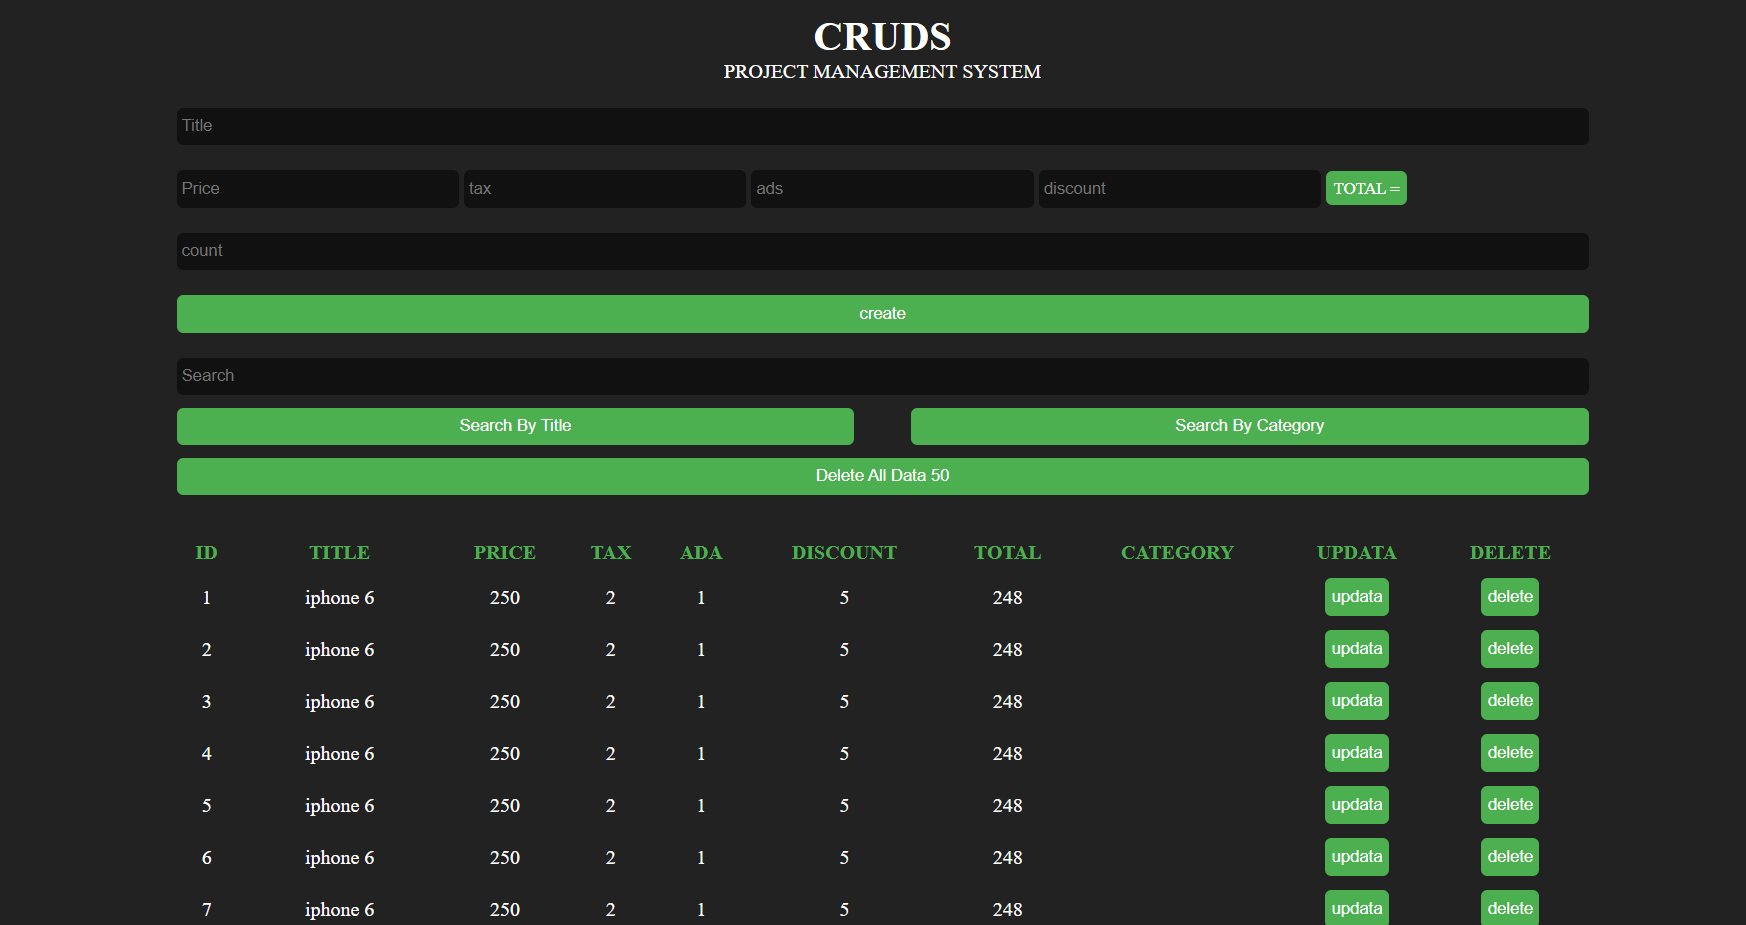 CRUDS
PROJECT MANAGEMENT SYSTEM
Title
Price tax ads discount TOTAL =
count
create
Search
Search By Title Search By Category
Delete All Data 50
ID TITLE PRICE TAX ADA DISCOUNT TOTAL CATEGORY UPDATA DELETE
1 iphone 6 250 2 1 5 248 updata delete
2 iphone 6 250 2 1 5 248 updata delete
3 iphone 6 250 2 1 5 248 updata delete
4 iphone 6 250 2 1 5 248 updata delete
5 iphone 6 250 2 1 5 248 updata delete
6 iphone 6 250 2 1 5 248 updata delete
7 iphone 6 250 2 1 5 248 updata delete